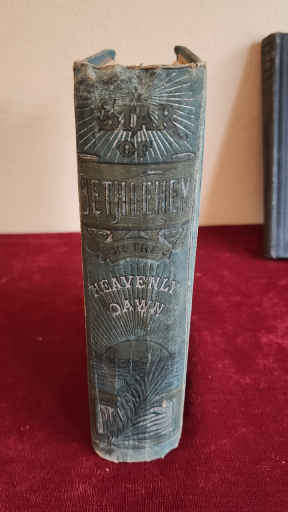 STAR
OF
BETHLEHEM
OR THE
HEAVENLY
DAWN